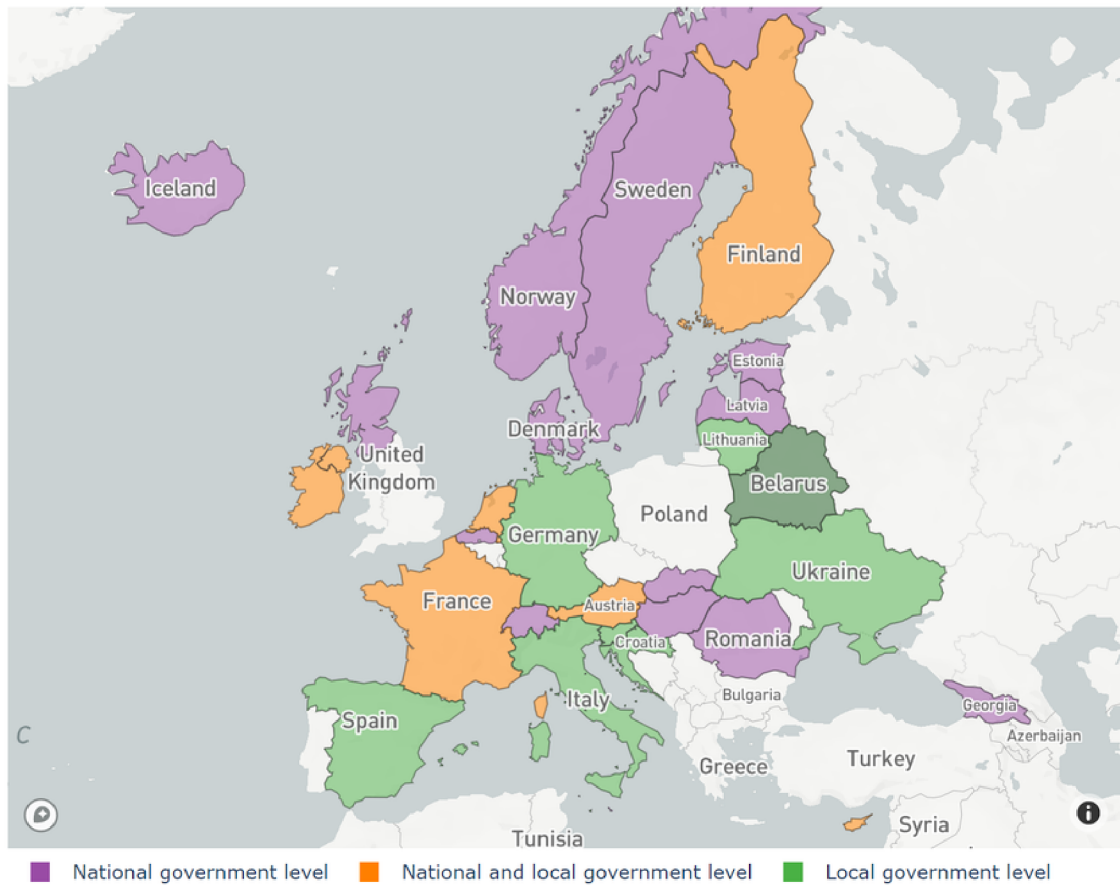 Iceland
Sweden
Finland
Norway
Estonia
Latvia
Denmark
Lithuania
United
Kingdom
Belarus
Poland
Germany
Ukraine
France
Austria
Croatia
Romania
Bulgaria
Georgia
Italy
Spain
C
Azerbaijan
Greece
Turkey
Syria
Tunisia
i
National government level National and local government level Local government level